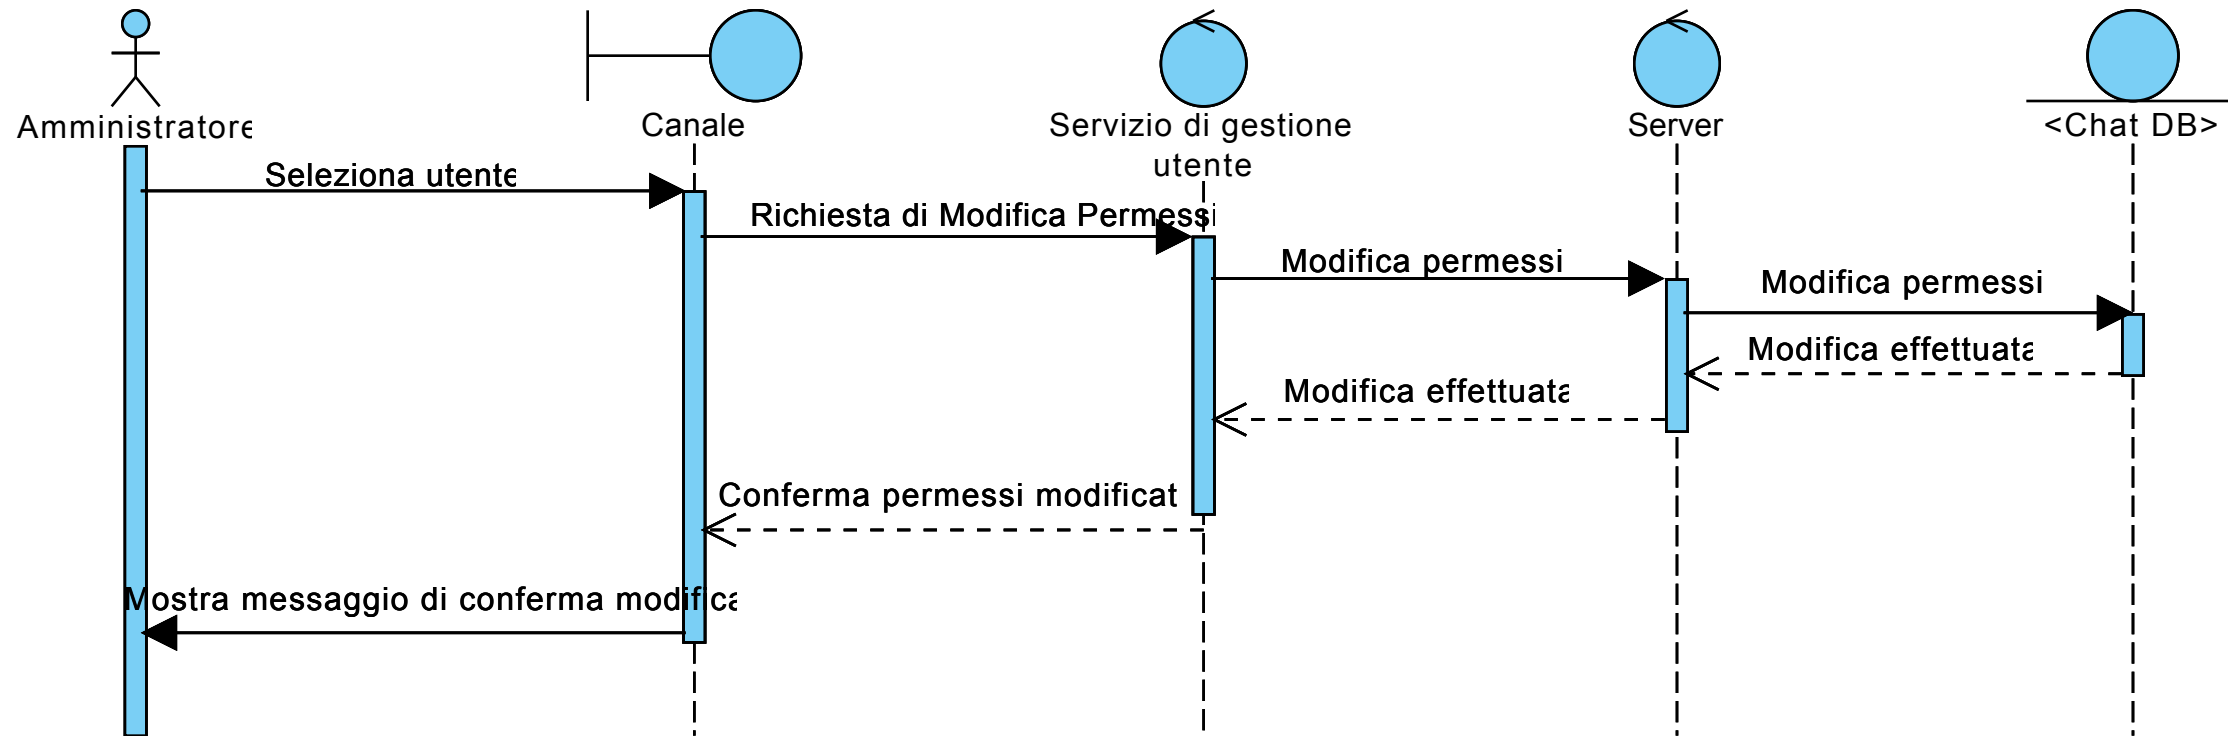 Amministratore
Canale
Servizio di gestione
utente
Server
<Chat DB>
Seleziona utente
Richiesta di Modifica Permessi
Modifica permessi
Modifica permessi
Modifica effettuata
Modifica effettuata
Conferma permessi modificat
Mostra messaggio di conferma modifica